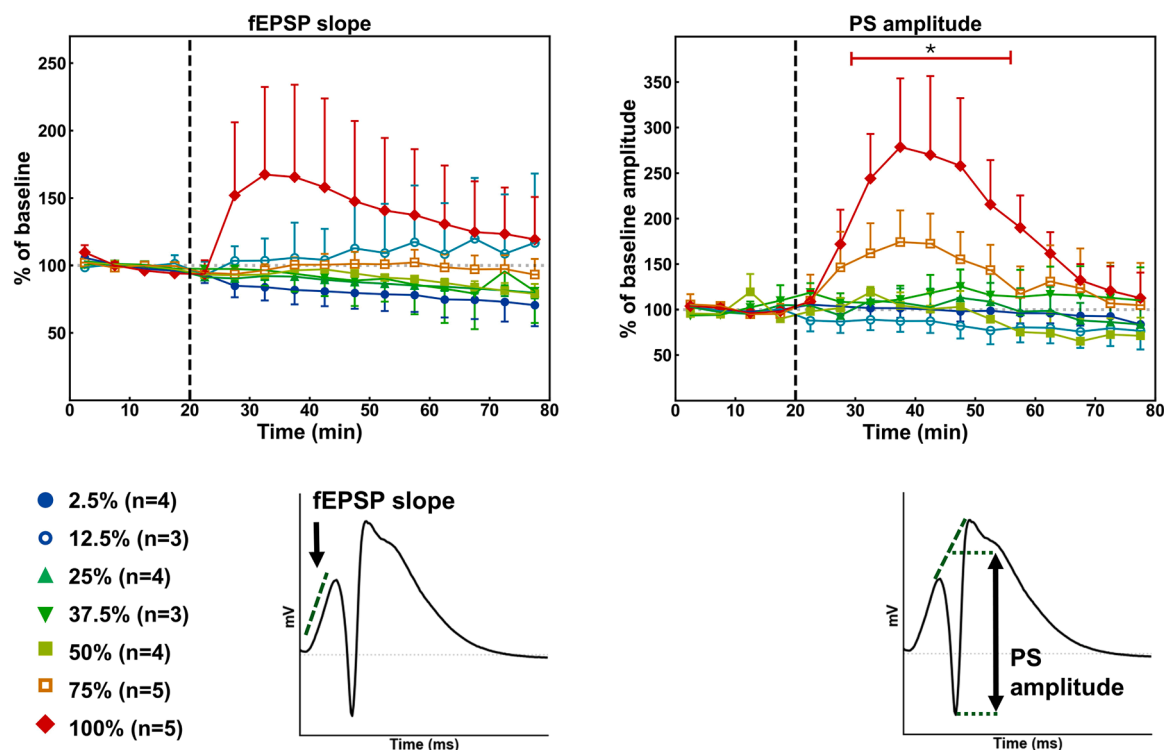 fEPSP slope
% of baseline
250
200
150
100
50
0 10 20 30 40 50 60 70 80
Time (min)
PS amplitude
*
% of baseline amplitude
350
300
250
200
150
100
50
0 10 20 30 40 50 60 70 80
Time (min)
2.5% (n=4)
12.5% (n=3)
25% (n=4)
37.5% (n=3)
50% (n=4)
75% (n=5)
100% (n=5)
fEPSP slope
mV
Time (ms)
mV
PS
amplitude
Time (ms)